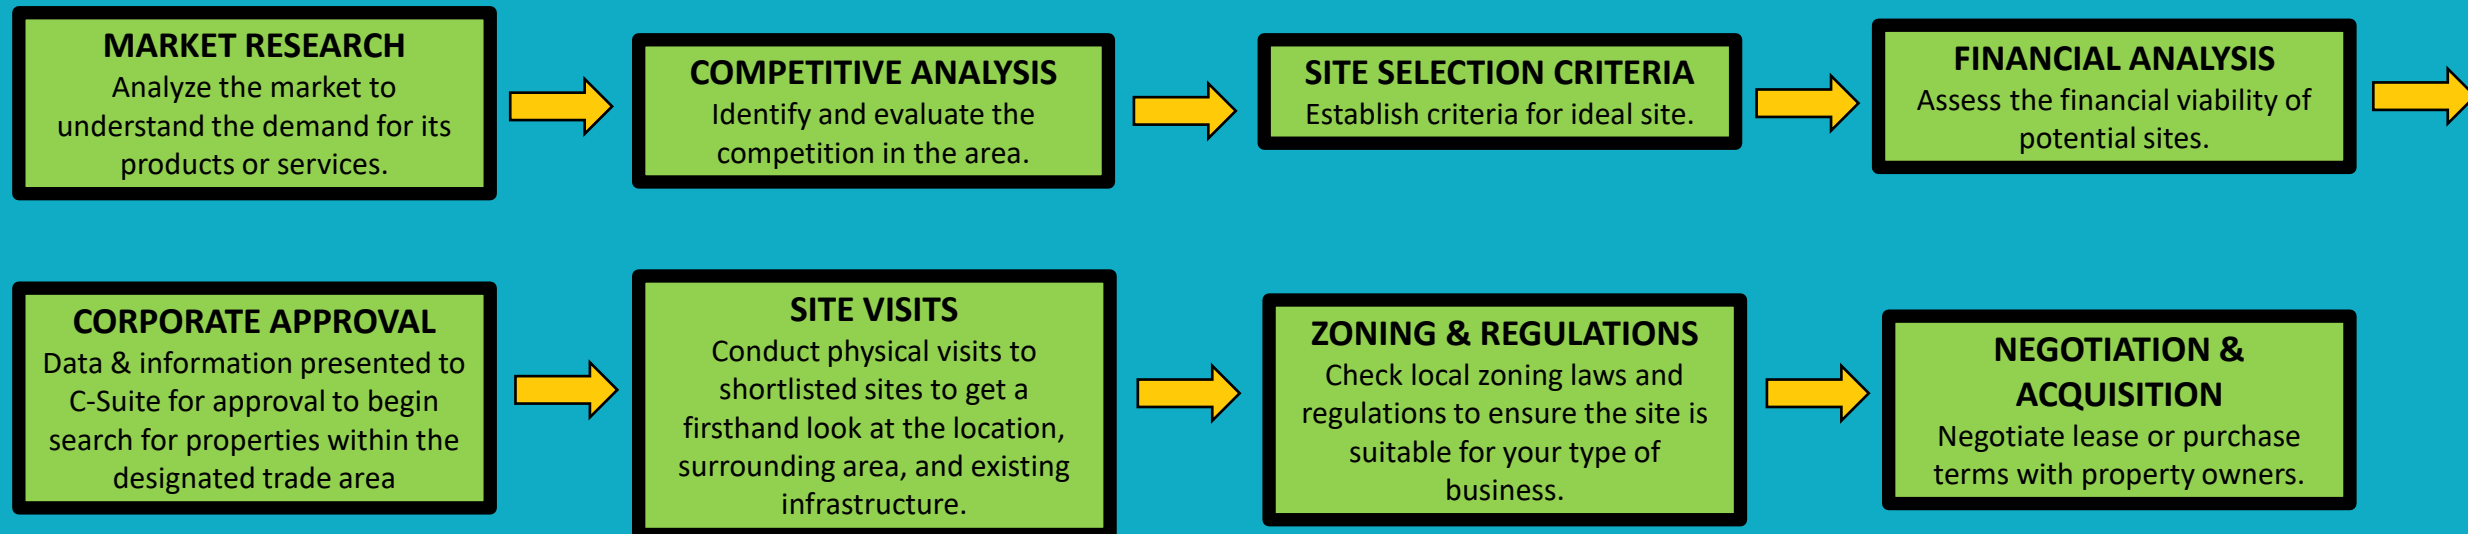 MARKET RESEARCH
Analyze the market to
understand the demand for its
products or services.
COMPETITIVE ANALYSIS
Identify and evaluate the
competition in the area.
SITE SELECTION CRITERIA
Establish criteria for ideal site.
FINANCIAL ANALYSIS
Assess the financial viability of
potential sites.
CORPORATE APPROVAL
Data & information presented to
C-Suite for approval to begin
search for properties within the
designated trade area
SITE VISITS
Conduct physical visits to
shortlisted sites to get a
firsthand look at the location,
surrounding area, and existing
infrastructure.
ZONING & REGULATIONS
Check local zoning laws and
regulations to ensure the site is
suitable for your type of
business.
NEGOTIATION &
ACQUISITION
Negotiate lease or purchase
terms with property owners.